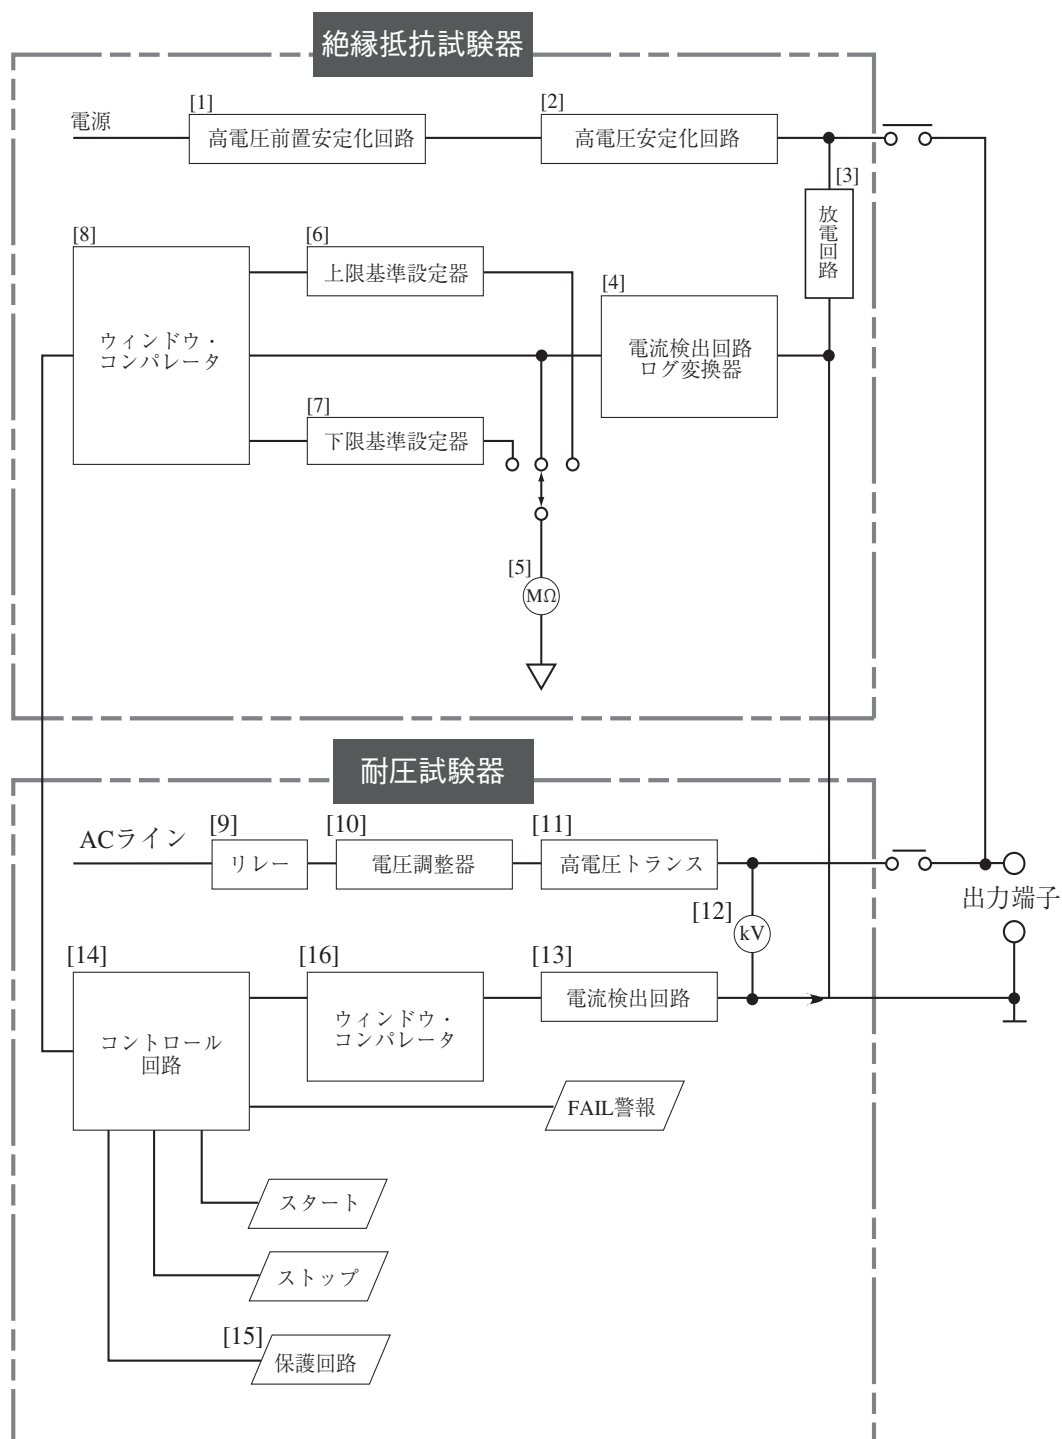 絶縁抵抗試験器
電源
[1]
高電圧前置安定化回路
[2]
高電圧安定化回路
[3]
放電回路
[8]
ウィンドウ・
コンパレータ
[6]
上限基準設定器
[4]
電流検出回路
ログ変換器
[7]
下限基準設定器
[5]
MΩ
耐圧試験器
ACライン
[9]
リレー
[10]
電圧調整器
[11]
高電圧トランス
[12]
kV
出力端子
[14]
コントロール
回路
[16]
ウィンドウ・
コンパレータ
[13]
電流検出回路
FAIL警報
スタート
ストップ
[15]
保護回路